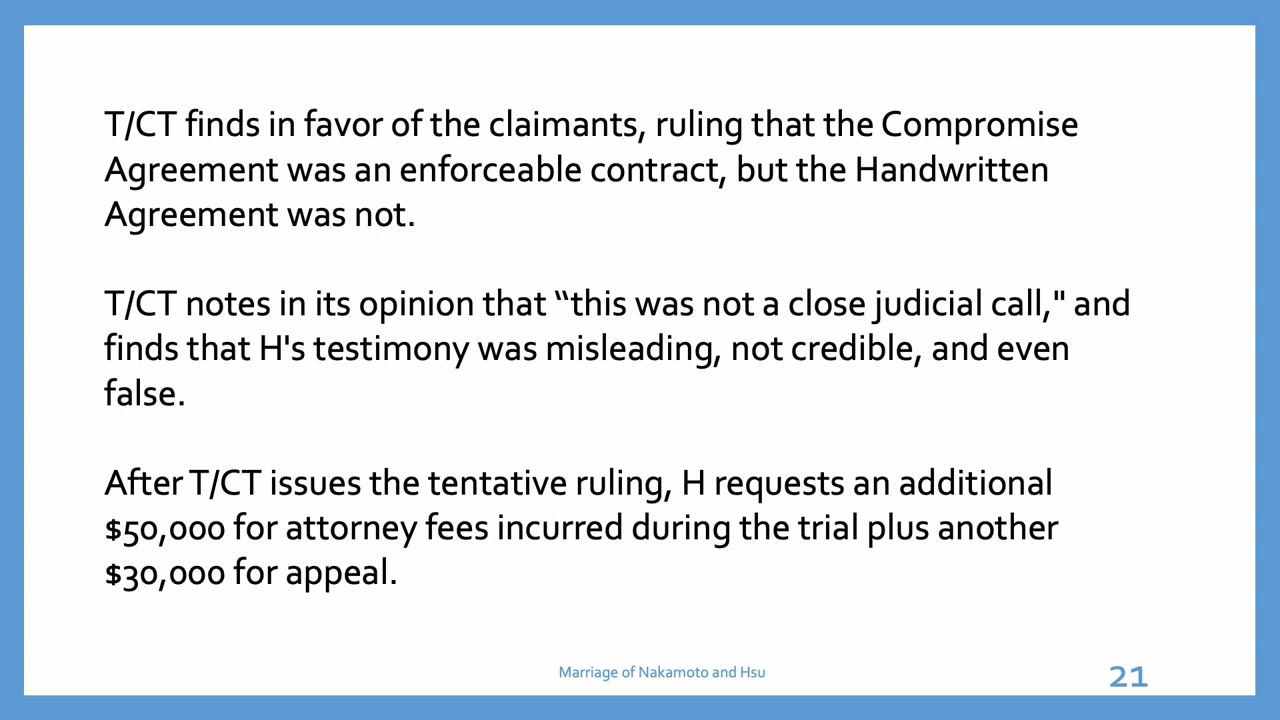 T/CT finds in favor of the claimants, ruling that the Compromise
Agreement was an enforceable contract, but the Handwritten
Agreement was not.
T/CT notes in its opinion that “this was not a close judicial call," and
finds that H's testimony was misleading, not credible, and even
false.
After T/CT issues the tentative ruling, H requests an additional
$50,000 for attorney fees incurred during the trial plus another
$30,000 for appeal.
Marriage of Nakamoto and Hsu
21